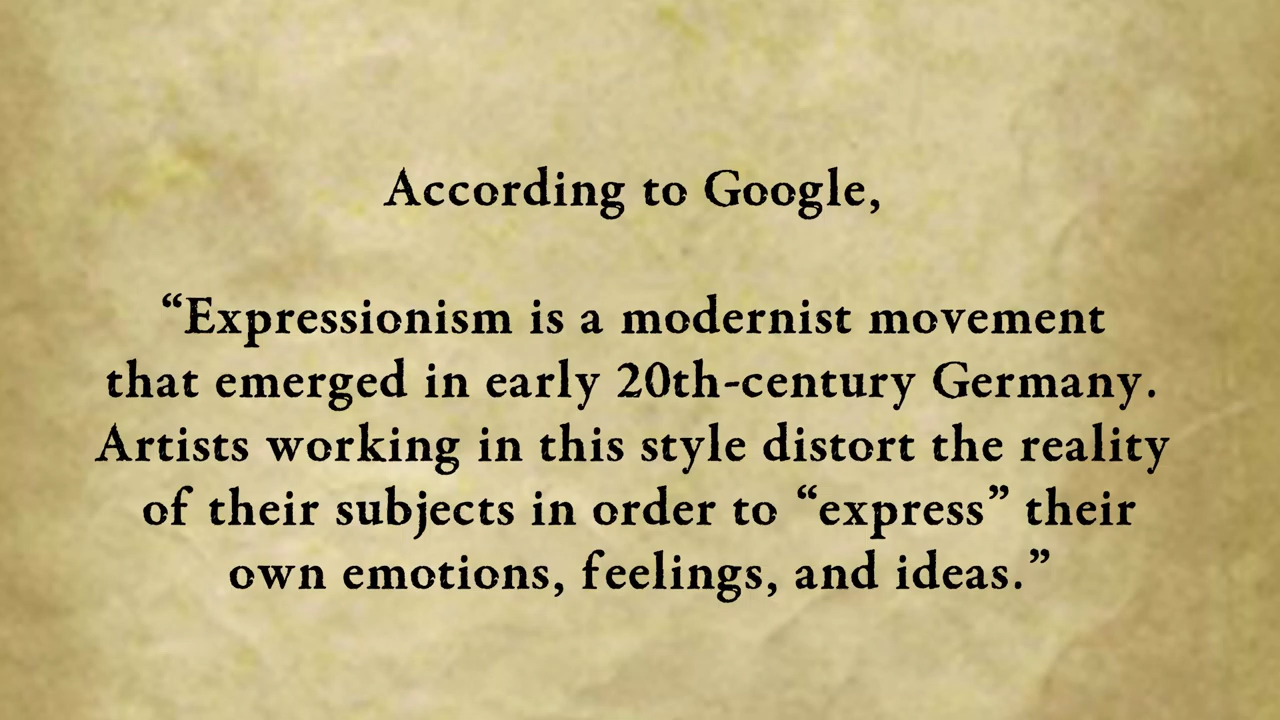 According to Google,
“Expressionism is a modernist movement
that emerged in early 20th-century Germany.
Artists working in this style distort the reality
of their subjects in order to “express” their
own emotions, feelings, and ideas.”